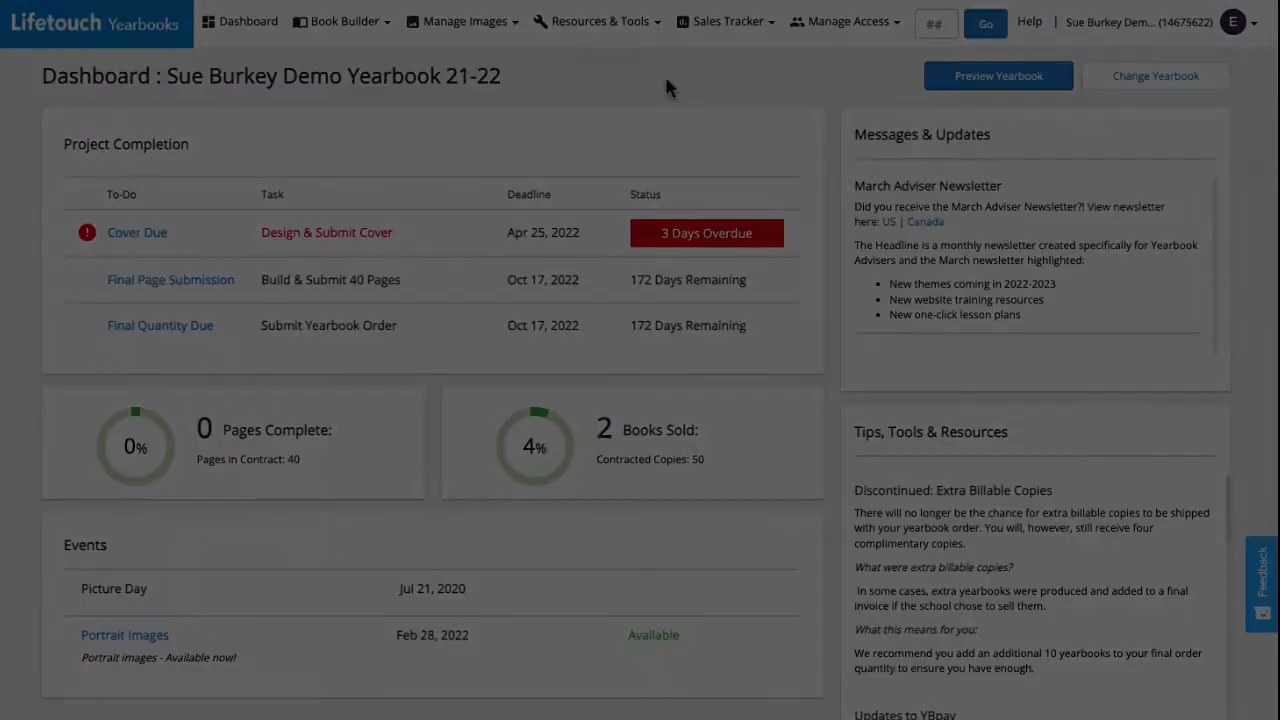 Lifetouch Yearbooks Dashboard Book Builder Manage Images Resources & Tools Sales Tracker Manage Access ## Go Help Sue Burkey Dem... (14675622) E
Dashboard : Sue Burkey Demo Yearbook 21-22
Preview Yearbook
Change Yearbook
Project Completion
To-Do Task Deadline Status
! Cover Due Design & Submit Cover Apr 25, 2022 3 Days Overdue
Final Page Submission Build & Submit 40 Pages Oct 17, 2022 172 Days Remaining
Final Quantity Due Submit Yearbook Order Oct 17, 2022 172 Days Remaining
0%
0 Pages Complete:
Pages in Contract: 40
4%
2 Books Sold:
Contracted Copies: 50
Events
Picture Day Jul 21, 2020
Portrait Images Feb 28, 2022 Available
Portrait images - Available now!
Messages & Updates
March Adviser Newsletter
Did you receive the March Adviser Newsletter?! View newsletter
here: US | Canada
The Headline is a monthly newsletter created specifically for Yearbook
Advisers and the March newsletter highlighted:
• New themes coming in 2022-2023
• New website training resources
• New one-click lesson plans
Tips, Tools & Resources
Discontinued: Extra Billable Copies
There will no longer be the chance for extra billable copies to be shipped
with your yearbook order. You will, however, still receive four
complimentary copies.
What were extra billable copies?
In some cases, extra yearbooks were produced and added to a final
invoice if the school chose to sell them.
What this means for you:
We recommend you add an additional 10 yearbooks to your final order
quantity to ensure you have enough.
Updates to YBpay
Feedback